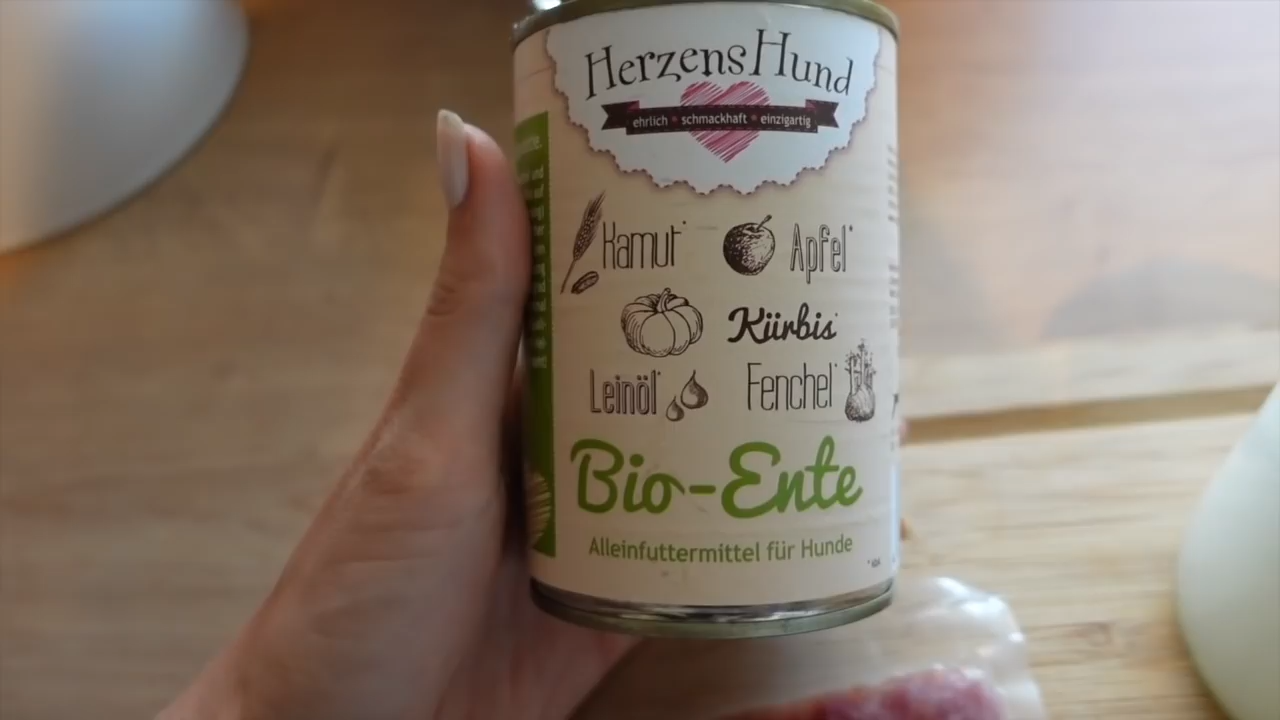 HerzensHund
ehrlich * schmackhaft * einzigartig
Kamut* Apfel*
Kürbis*
Leinöl* Fenchel*
Bio-Ente
Alleinfuttermittel für Hunde